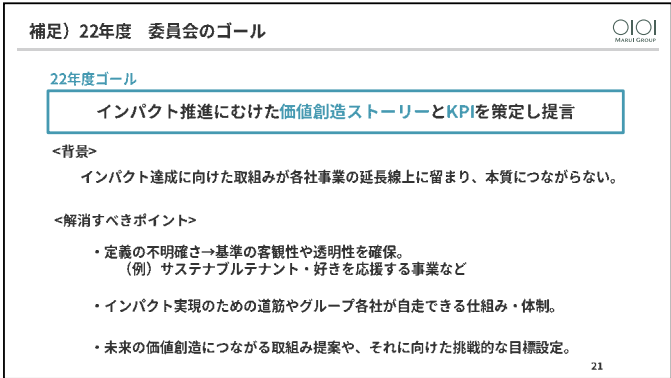 補足）22年度　委員会のゴール
OIOI
MARUI GROUP
22年度ゴール
インパクト推進にむけた価値創造ストーリーとKPIを策定し提言
<背景>
インパクト達成に向けた取組みが各社事業の延長線上に留まり、本質につながらない。
<解消すべきポイント>
・定義の不明確さ→基準の客観性や透明性を確保。
（例）サステナブルテナント・好きを応援する事業など
・インパクト実現のための道筋やグループ各社が自走できる仕組み・体制。
・未来の価値創造につながる取組み提案や、それに向けた挑戦的な目標設定。
21